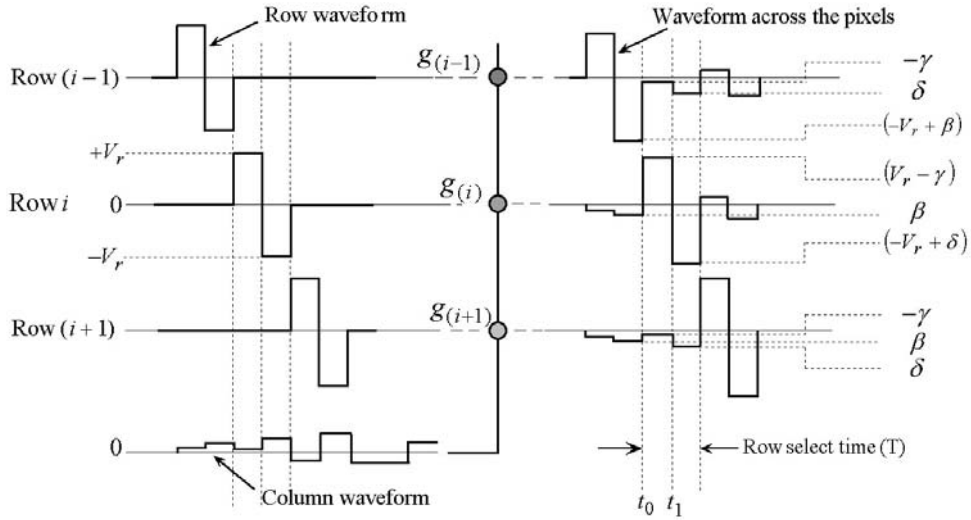 Row waveform
Waveform across the pixels
Row (i−1)
g(i−1)
−γ
δ
(−Vr + β)
+Vr
(Vr − γ)
Row i
0
g(i)
β
−Vr
(−Vr + δ)
Row (i+1)
g(i+1)
−γ
β
δ
0
Row select time (T)
Column waveform
t0
t1